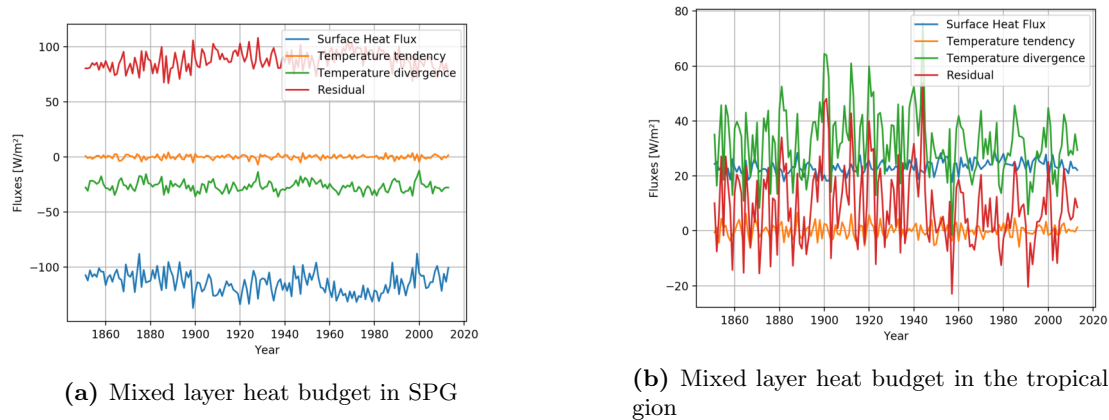 100
50
0
−50
−100
Fluxes [W/m²]
1860 1880 1900 1920 1940 1960 1980 2000
Year
Surface Heat Flux
Temperature tendency
Temperature divergence
Residual
(a) Mixed layer heat budget in SPG
80
60
40
20
0
−20
Fluxes [W/m²]
1860 1880 1900 1920 1940 1960 1980 2000
Year
Surface Heat Flux
Temperature tendency
Temperature divergence
Residual
(b) Mixed layer heat budget in the tropical
gion